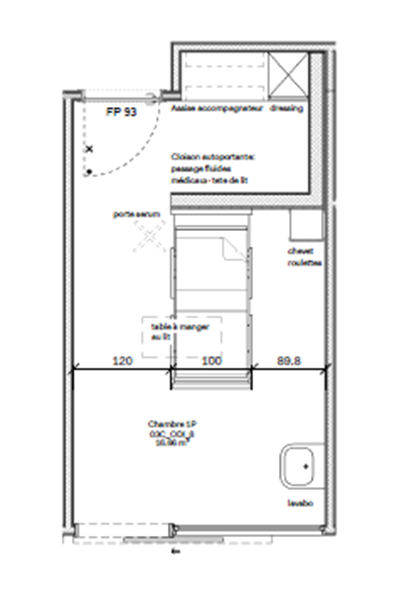 FP 93
Assise accompagnateur dressing
Cloison autoportante:
passage fluides
médicaux - tete de lit
porte serum
chevet
roulettes
table à manger
au lit
120 100 89.8
Chambre 1P
16.96 m²
lavabo